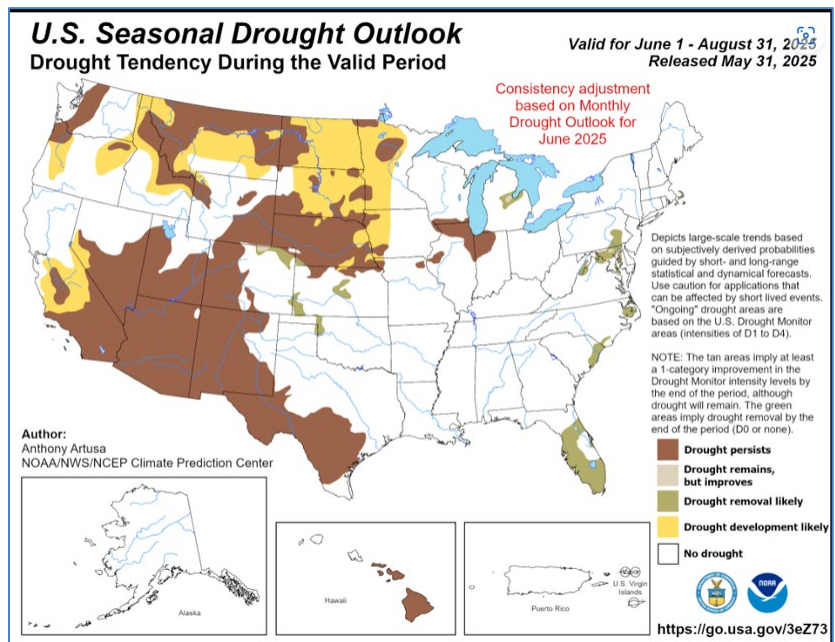 U.S. Seasonal Drought Outlook
Drought Tendency During the Valid Period
Valid for June 1 - August 31, 2025
Released May 31, 2025
Consistency adjustment
based on Monthly
Drought Outlook for
June 2025
Depicts large-scale trends based
on subjectively derived probabilities
guided by short- and long-range
statistical and dynamical forecasts.
Use caution for applications that
can be affected by short lived events.
"Ongoing" drought areas are
based on the U.S. Drought Monitor
areas (intensities of D1 to D4).
NOTE: The tan areas imply at least
a 1-category improvement in the
Drought Monitor intensity levels by
the end of the period, although
drought will remain. The green
areas imply drought removal by the
end of the period (D0 or none).
Author:
Anthony Artusa
NOAA/NWS/NCEP Climate Prediction Center
Drought persists
Drought remains,
but improves
Drought removal likely
Drought development likely
No drought
Alaska
Hawaii
Puerto Rico
U.S. Virgin
Islands
NOAA
https://go.usa.gov/3eZ73